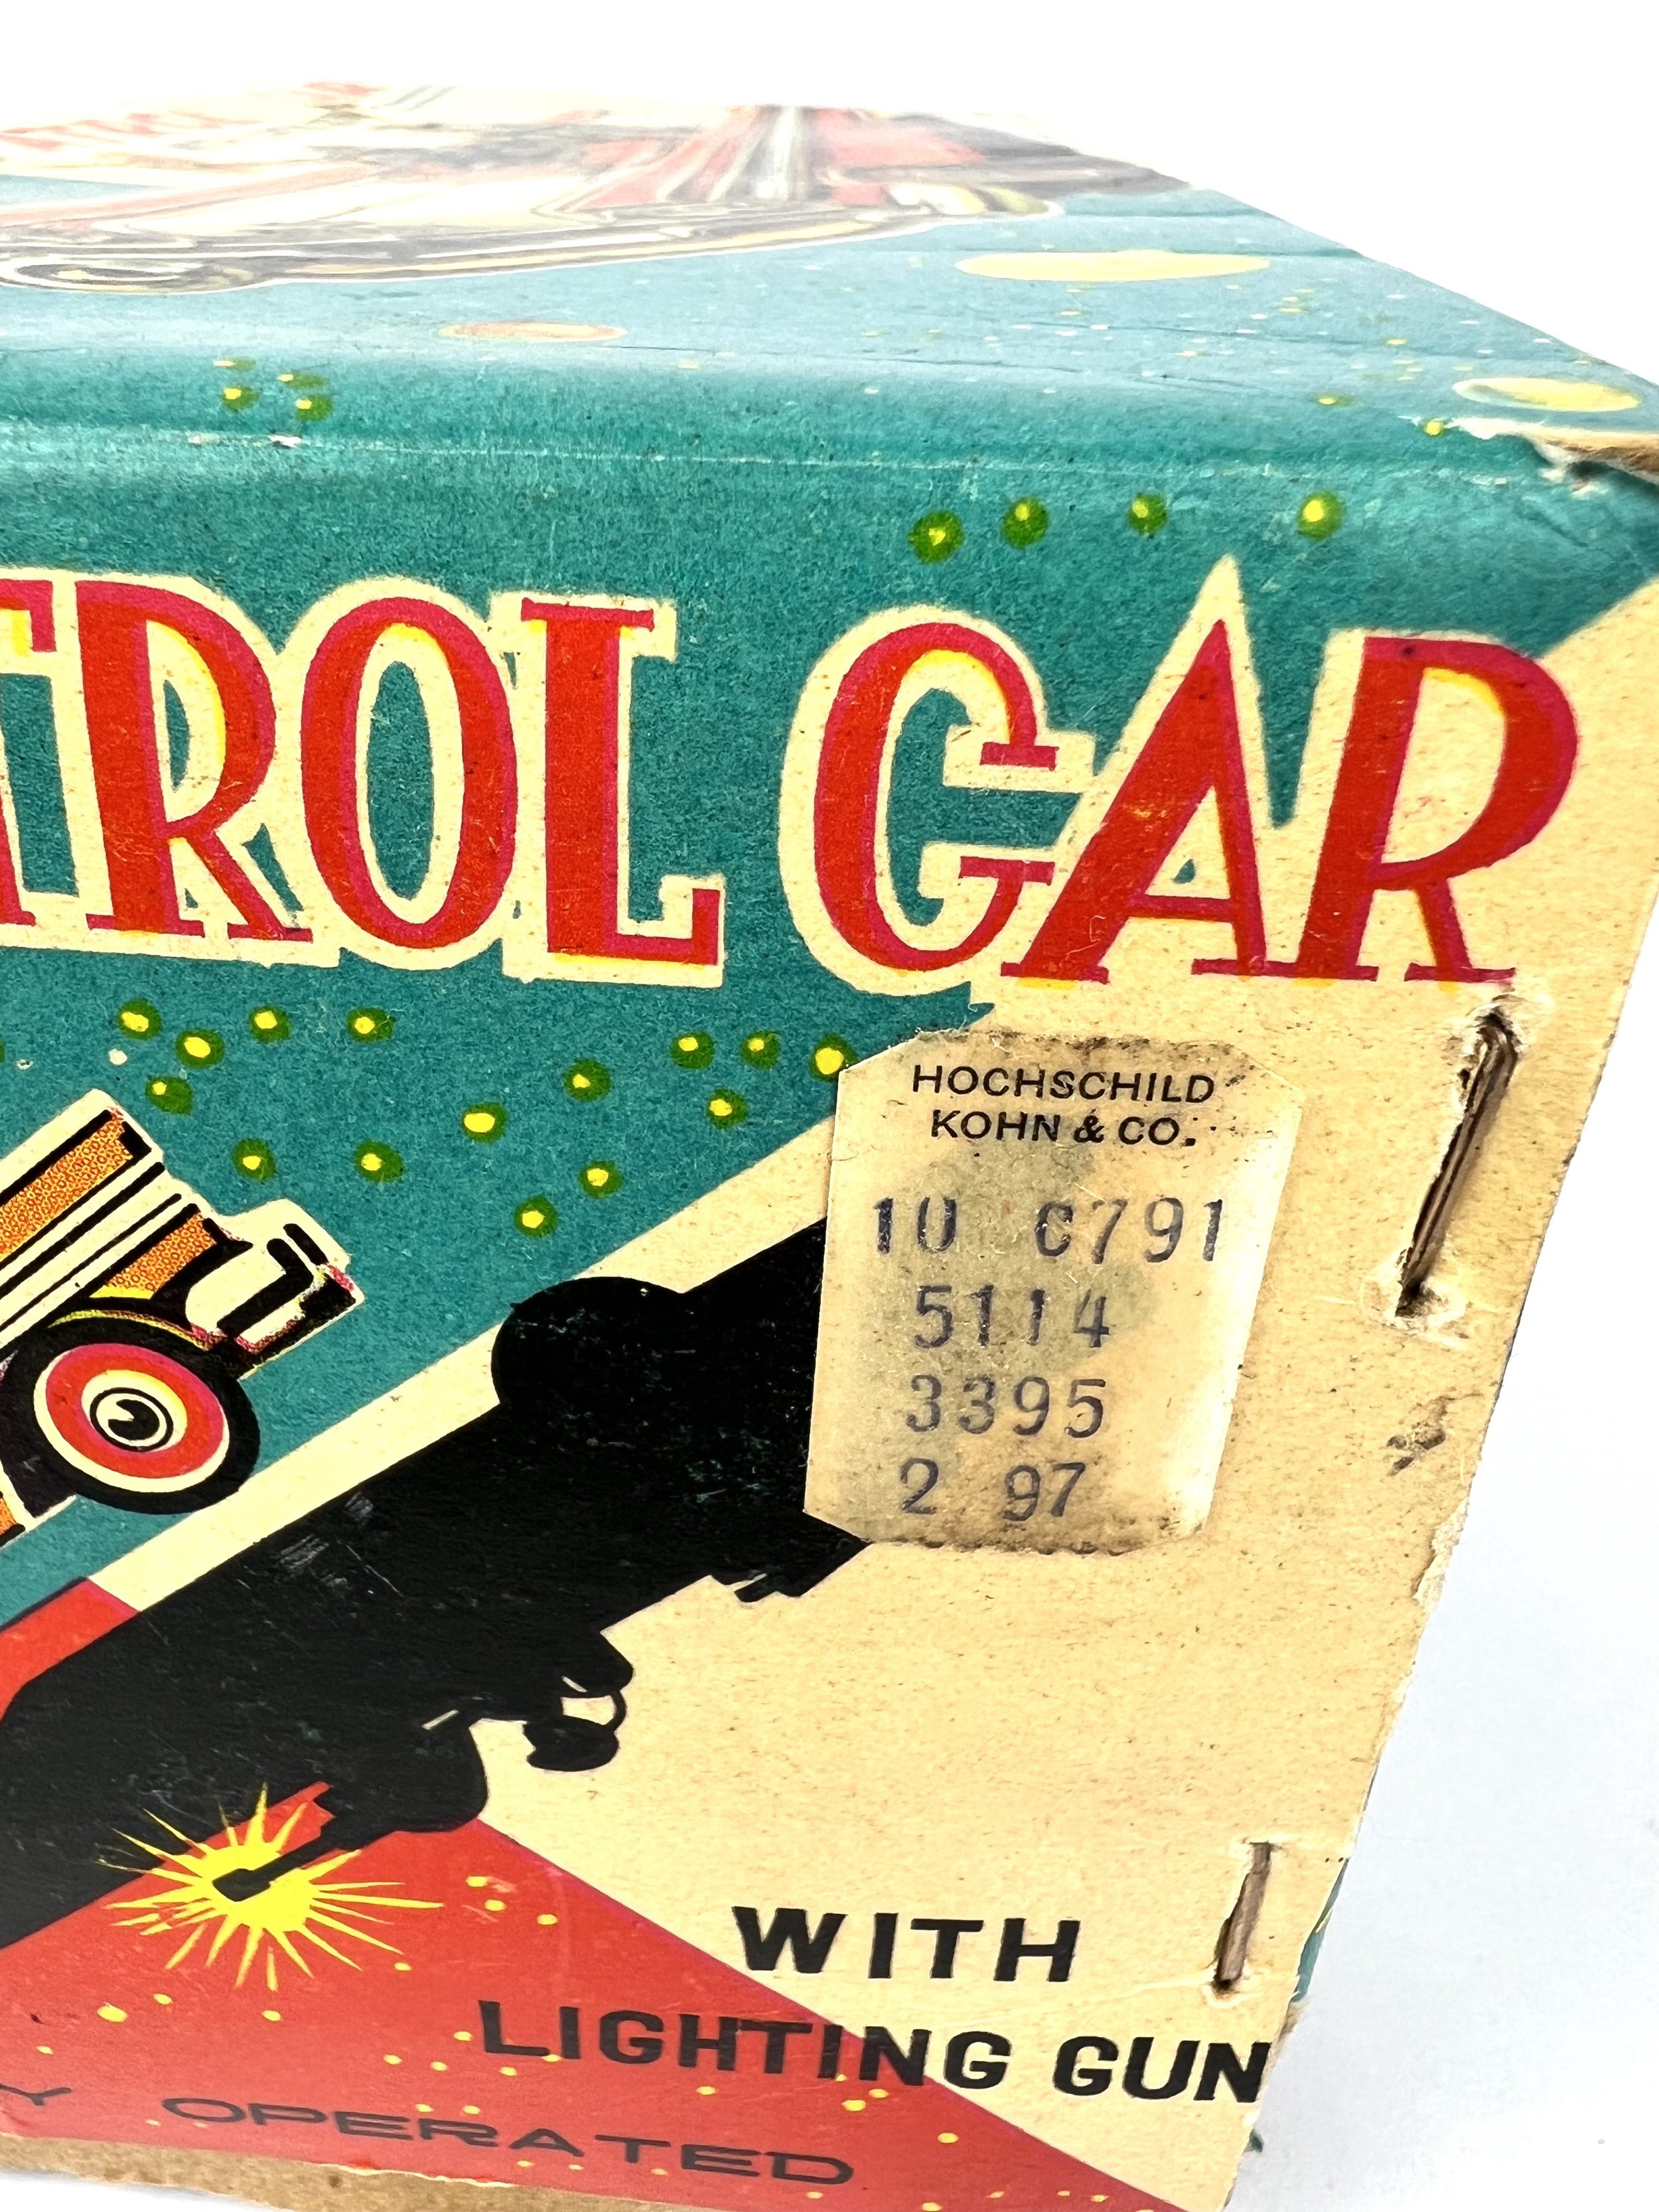 TROL CAR
HOCHSCHILD
KOHN & CO.
10 C791
5114
3395
2 97
WITH
LIGHTING GUN
Y OPERATED